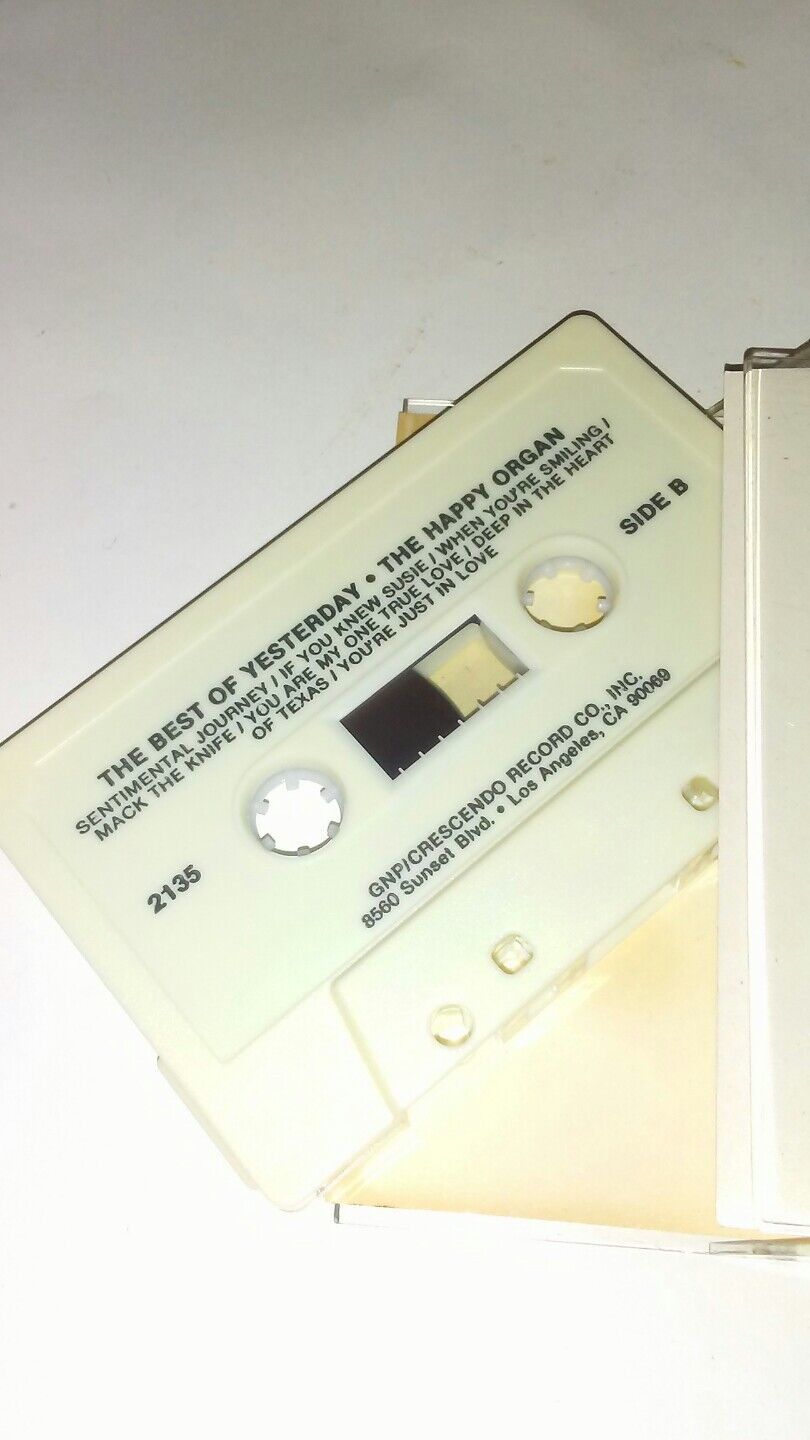 THE BEST OF YESTERDAY • THE HAPPY ORGAN
SENTIMENTAL JOURNEY / IF YOU KNEW SUSIE / WHEN YOU'RE SMILING /
MACK THE KNIFE / YOU ARE MY ONE TRUE LOVE / DEEP IN THE HEART
OF TEXAS / YOU'RE JUST IN LOVE
2135
SIDE B
GNP/CRESCENDO RECORD CO., INC.
8560 Sunset Blvd. • Los Angeles, CA 90069